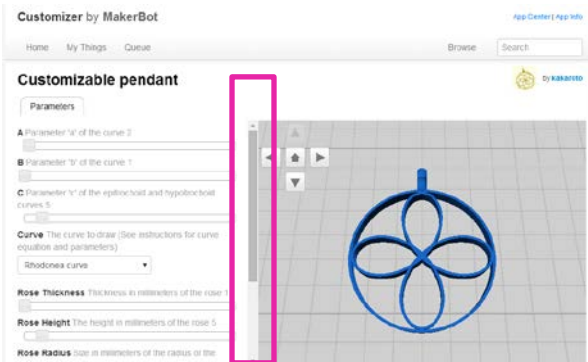 Customizer by MakerBot
App Center | App Info
Home My Things Queue
Browse Search
Customizable pendant
by kakareto
Parameters
A Parameter 'a' of the curve 2
B Parameter 'b' of the curve 1
C Parameter 'c' of the epitrochoid and hypotrochoid
curves 5
Curve The curve to draw (See instructions for curve
equation and parameters)
Rhodonea curve
Rose Thickness Thickness in millimeters of the rose 1
Rose Height The height in millimeters of the rose 5
Rose Radius Size in millimeters of the radius of the